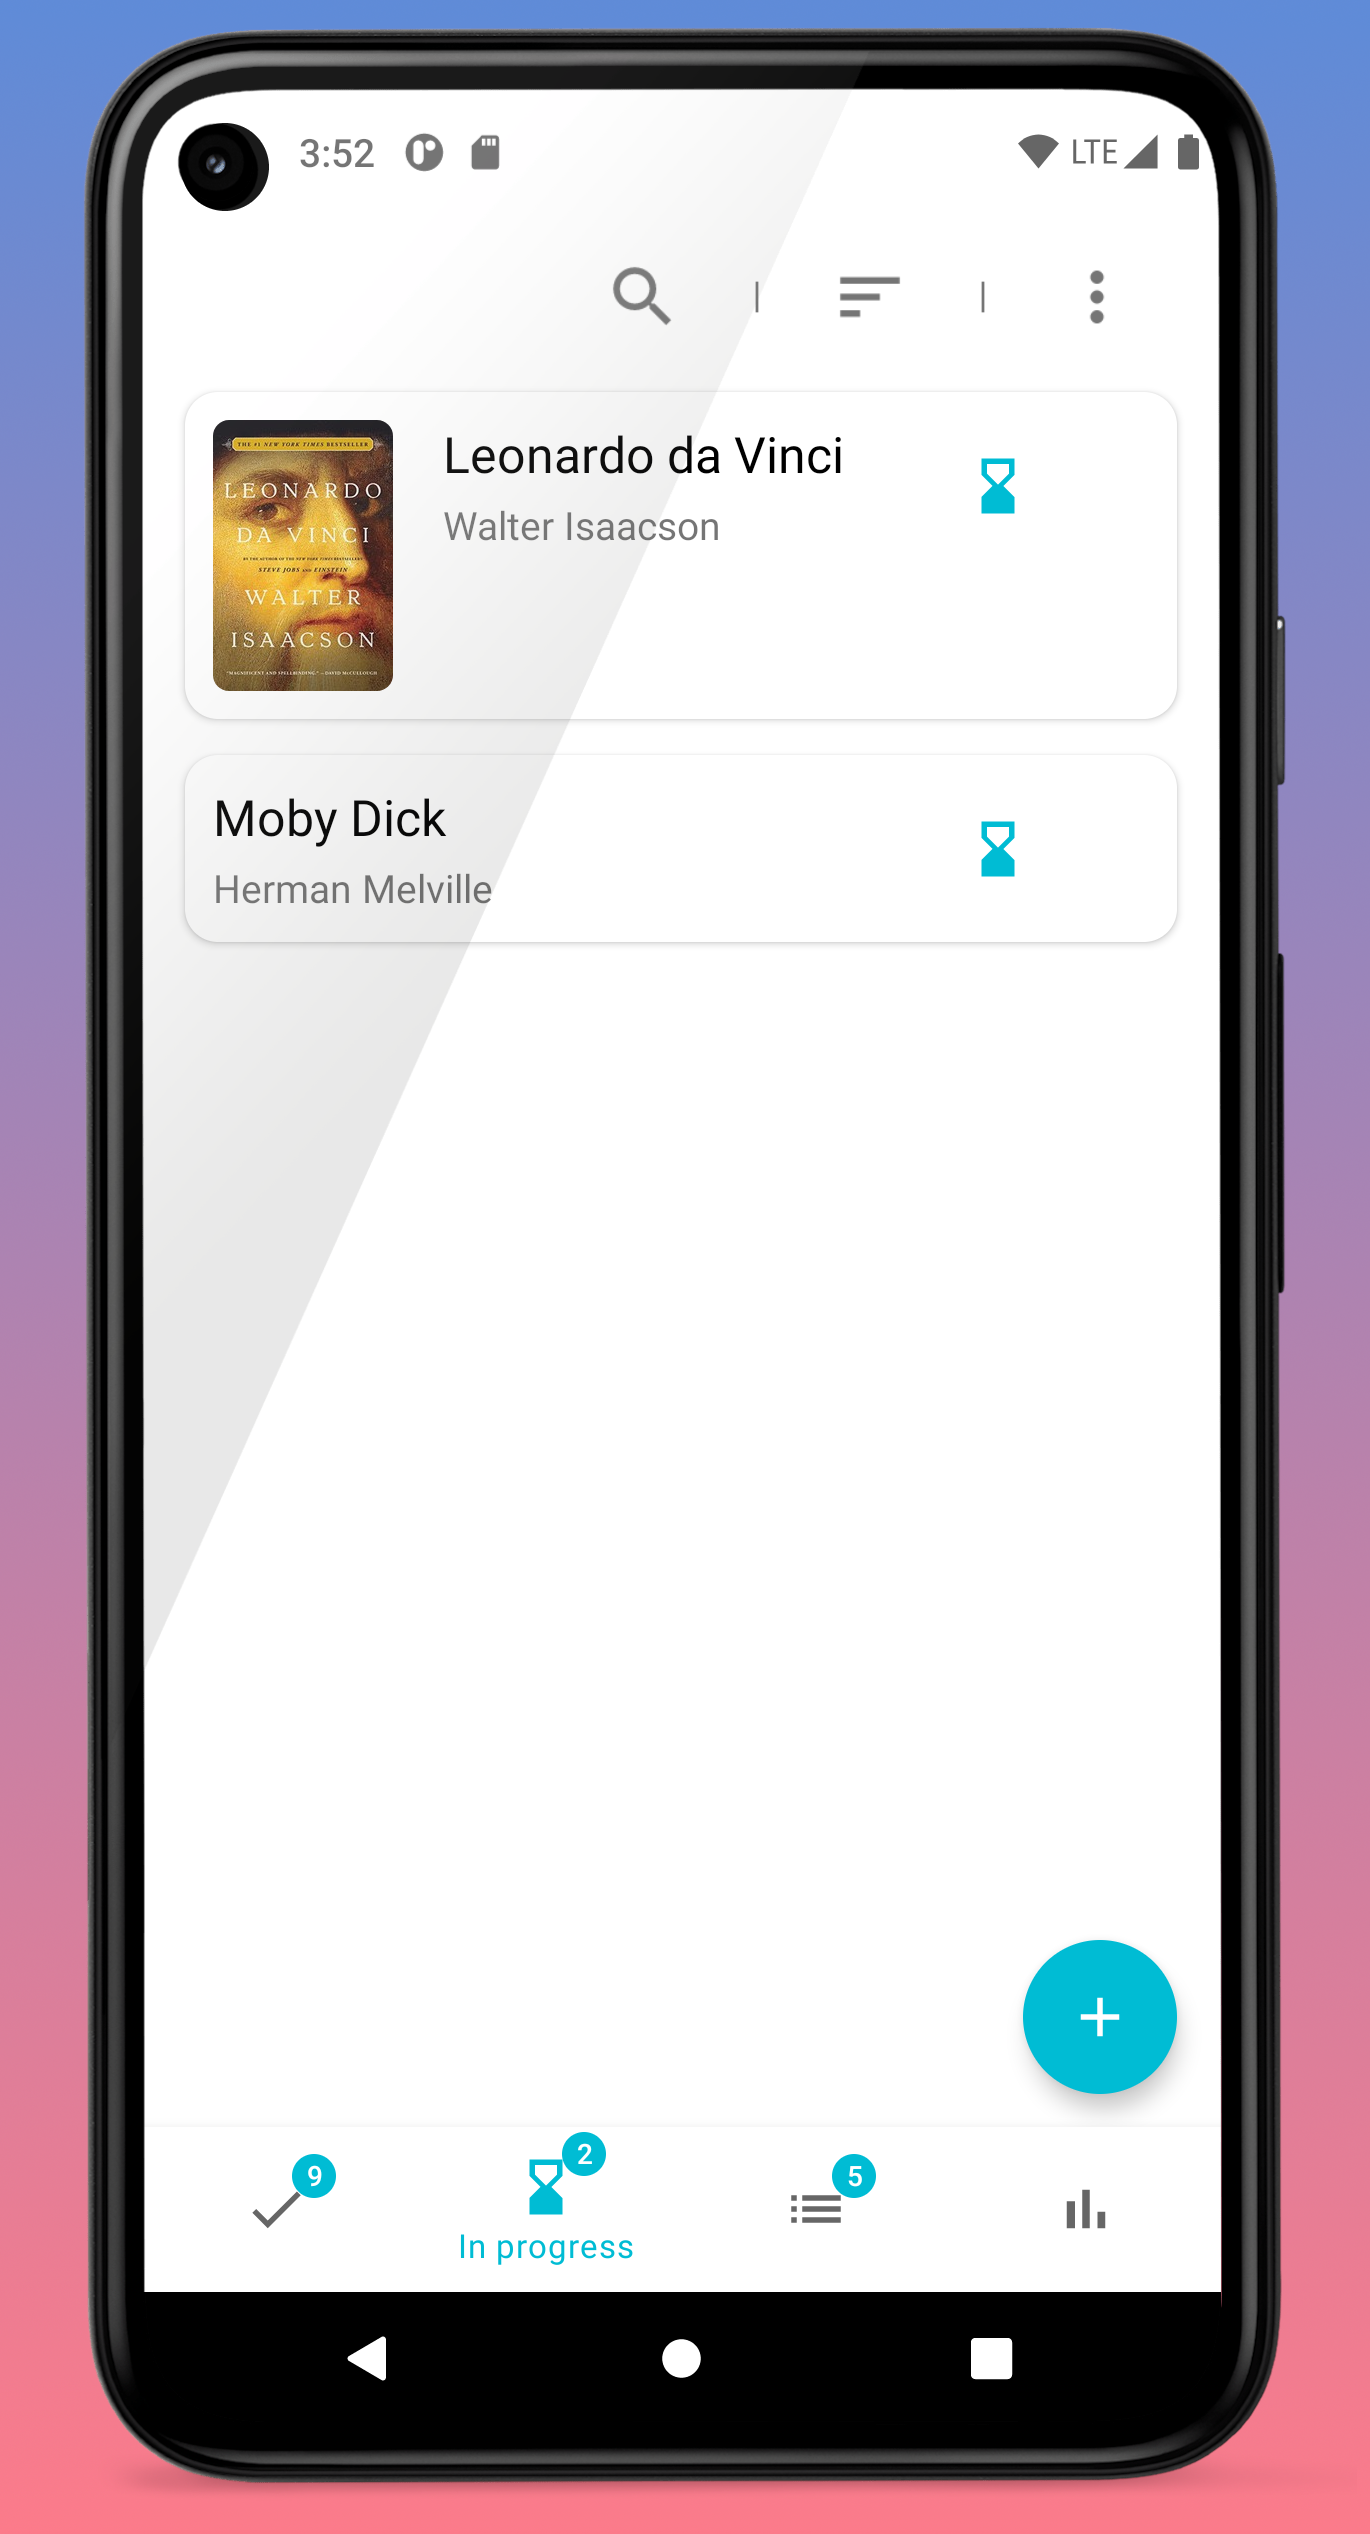 3:52
LTE
THE #1 NEW YORK TIMES BESTSELLER
LEONARDO
DA VINCI
BY THE AUTHOR OF THE NEW YORK TIMES BESTSELLERS
STEVE JOBS AND EINSTEIN
WALTER
ISAACSON
"MAGNIFICENT AND SPELLBINDING." —DAVID McCULLOUGH
Leonardo da Vinci
Walter Isaacson
Moby Dick
Herman Melville
9
2
5
In progress